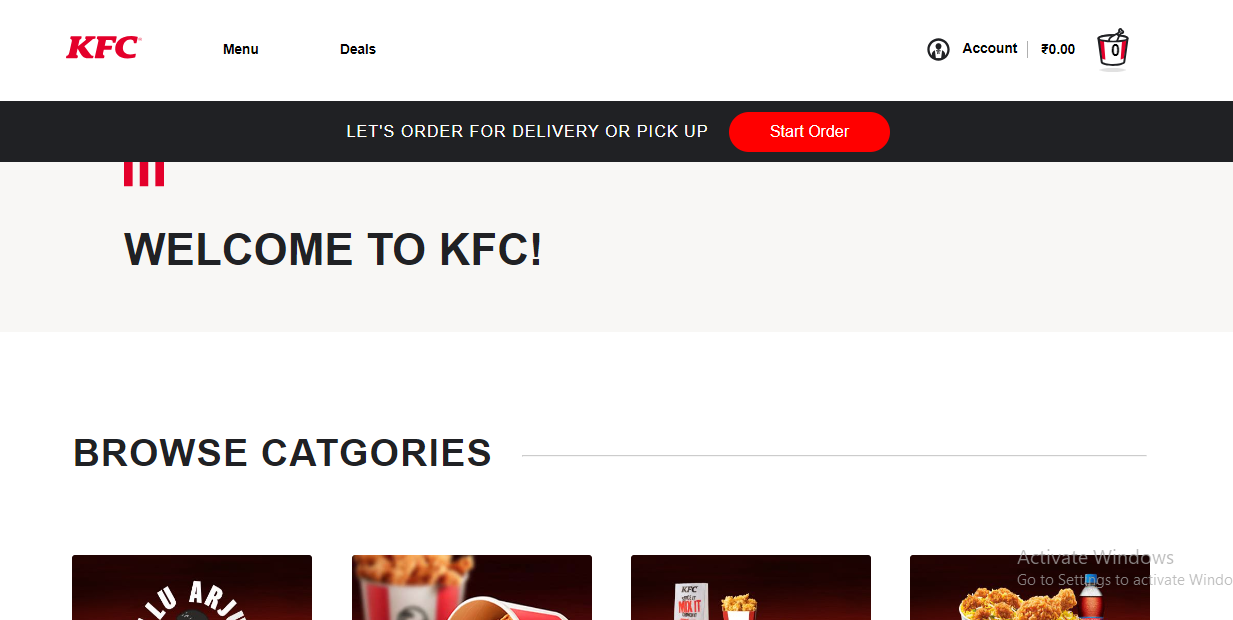 KFC
Menu
Deals
Account
₹0.00
0
LET'S ORDER FOR DELIVERY OR PICK UP
Start Order
WELCOME TO KFC!
BROWSE CATGORIES
LU ARJU
KFC
MIX IT
Activate Windows
Go to Settings to activate Windo